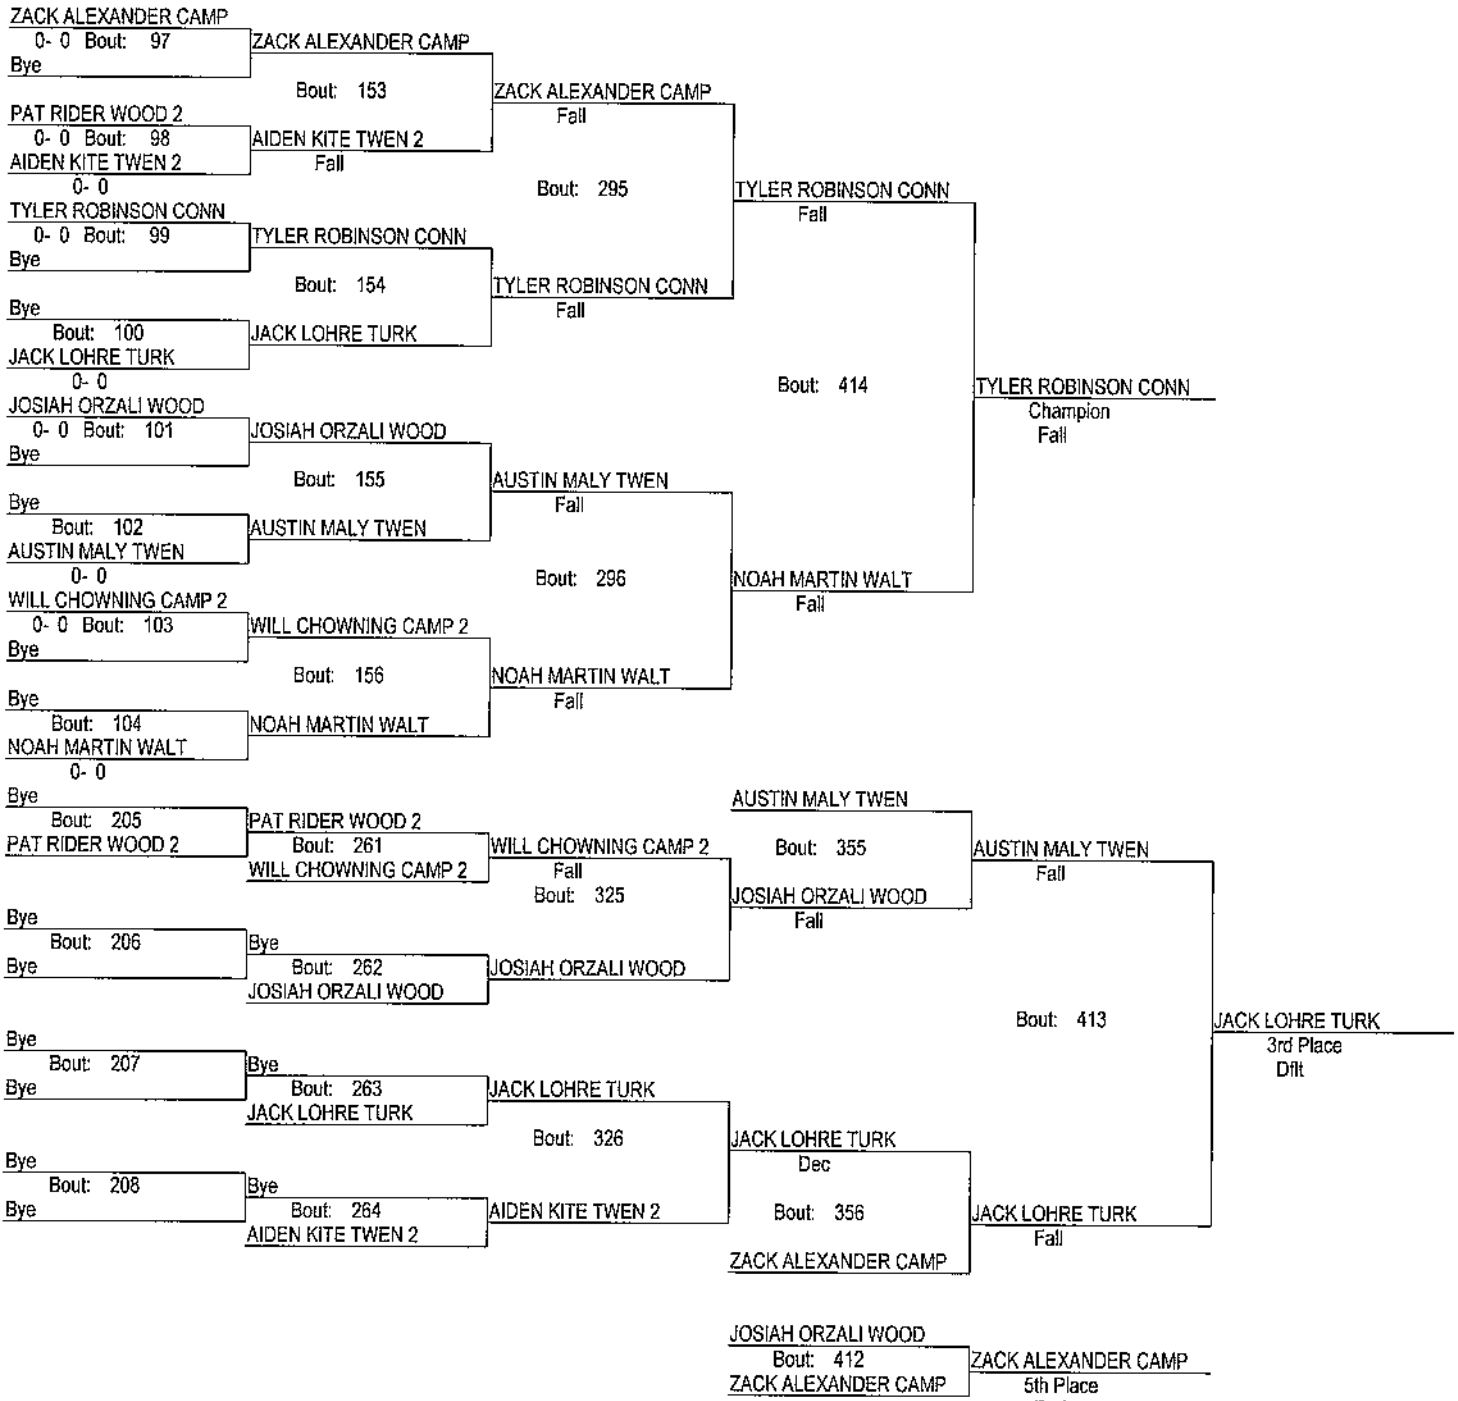 ZACK ALEXANDER CAMP
0- 0 Bout: 97
Bye
ZACK ALEXANDER CAMP
Bout: 153
PAT RIDER WOOD 2
0- 0 Bout: 98
AIDEN KITE TWEN 2
0- 0
AIDEN KITE TWEN 2
Fall
ZACK ALEXANDER CAMP
Fall
Bout: 295
TYLER ROBINSON CONN
0- 0 Bout: 99
Bye
TYLER ROBINSON CONN
Bout: 154
Bye
Bout: 100
JACK LOHRE TURK
0- 0
JACK LOHRE TURK
TYLER ROBINSON CONN
Fall
TYLER ROBINSON CONN
Fall
Bout: 414
TYLER ROBINSON CONN
Champion
Fall
JOSIAH ORZALI WOOD
0- 0 Bout: 101
Bye
JOSIAH ORZALI WOOD
Bout: 155
Bye
Bout: 102
AUSTIN MALY TWEN
0- 0
AUSTIN MALY TWEN
AUSTIN MALY TWEN
Fall
Bout: 296
NOAH MARTIN WALT
Fall
WILL CHOWNING CAMP 2
0- 0 Bout: 103
Bye
WILL CHOWNING CAMP 2
Bout: 156
Bye
Bout: 104
NOAH MARTIN WALT
0- 0
NOAH MARTIN WALT
NOAH MARTIN WALT
Fall
Bye
Bout: 205
PAT RIDER WOOD 2
PAT RIDER WOOD 2
Bout: 261
WILL CHOWNING CAMP 2
WILL CHOWNING CAMP 2
Fall
Bout: 325
Bye
Bout: 206
Bye
Bye
Bout: 262
JOSIAH ORZALI WOOD
JOSIAH ORZALI WOOD
AUSTIN MALY TWEN
Bout: 355
JOSIAH ORZALI WOOD
Fall
AUSTIN MALY TWEN
Fall
Bout: 413
JACK LOHRE TURK
3rd Place
Dflt
Bye
Bout: 207
Bye
Bye
Bout: 263
JACK LOHRE TURK
JACK LOHRE TURK
Bout: 326
Bye
Bout: 208
Bye
Bye
Bout: 264
AIDEN KITE TWEN 2
AIDEN KITE TWEN 2
JACK LOHRE TURK
Dec
Bout: 356
ZACK ALEXANDER CAMP
JACK LOHRE TURK
Fall
JOSIAH ORZALI WOOD
Bout: 412
ZACK ALEXANDER CAMP
ZACK ALEXANDER CAMP
5th Place